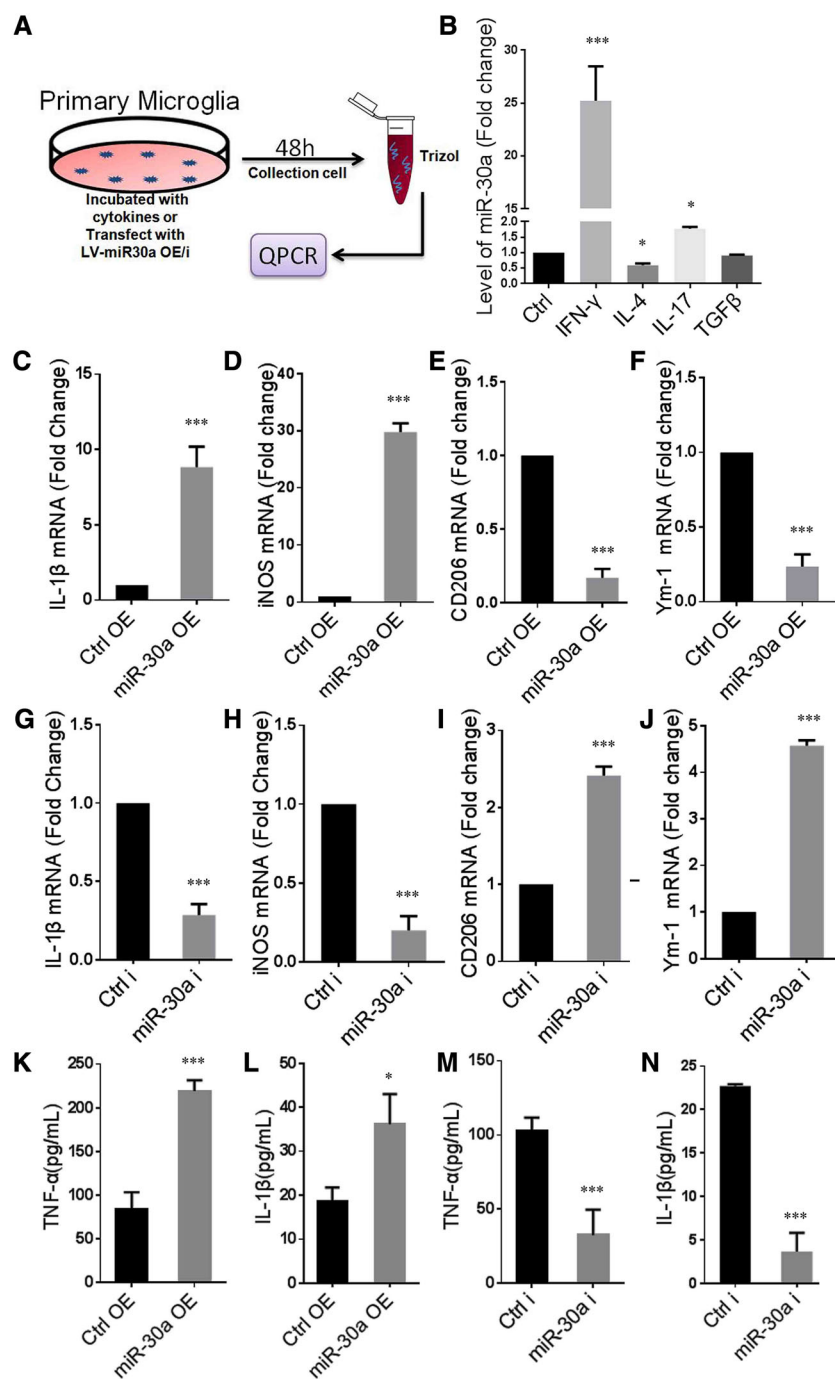 A
Primary Microglia
48h
Collection cell
Trizol
Incubated with
cytokines or
Transfect with
LV-miR30a OE/i
QPCR
B
Level of miR-30a (Fold change)
30
25
20
15
2.0
1.5
1.0
0.5
0.0
***
*
*
Ctrl
IFN-γ
IL-4
IL-17
TGFβ
C
IL-1β mRNA (Fold Change)
15
10
5
0
***
Ctrl OE
miR-30a OE
D
iNOS mRNA (Fold change)
40
30
20
10
0
***
Ctrl OE
miR-30a OE
E
CD206 mRNA (Fold change)
1.5
1.0
0.5
0.0
***
Ctrl OE
miR-30a OE
F
Ym-1 mRNA (Fold change)
1.5
1.0
0.5
0.0
***
Ctrl OE
miR-30a OE
G
IL-1β mRNA (Fold Change)
1.5
1.0
0.5
0.0
***
Ctrl i
miR-30a i
H
iNOS mRNA (Fold Change)
1.5
1.0
0.5
0.0
***
Ctrl i
miR-30a i
I
CD206 mRNA (Fold change)
3
2
1
0
***
Ctrl i
miR-30a i
J
Ym-1 mRNA (Fold change)
5
4
3
2
1
0
***
Ctrl i
miR-30a i
K
TNF-α(pg/mL)
250
200
150
100
50
0
***
Ctrl OE
miR-30a OE
L
IL-1β(pg/mL)
50
40
30
20
10
0
*
Ctrl OE
miR-30a OE
M
TNF-α(pg/mL)
150
100
50
0
***
Ctrl i
miR-30a i
N
IL-1β(pg/mL)
25
20
15
10
5
0
***
Ctrl i
miR-30a i